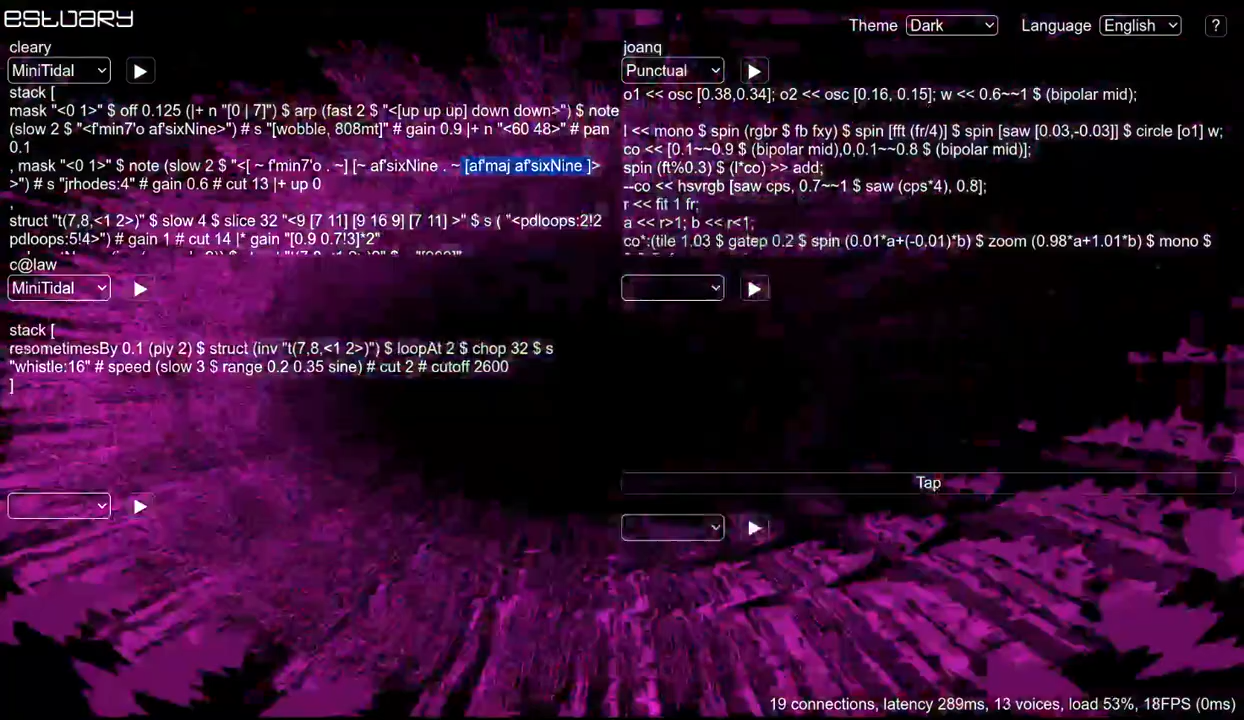 estuary
Theme Dark Language English ?
cleary
MiniTidal
stack [
mask "<0 1>" $ off 0.125 (|+ n "[0 | 7]") $ arp (fast 2 $ "<[up up up] down down>") $ note
(slow 2 $ "<f'min7'o af'sixNine>") # s "[wobble, 808mt]" # gain 0.9 |+ n "<60 48>" # pan
0.1
, mask "<0 1>" $ note (slow 2 $ "<[ ~ f'min7'o . ~] [~ af'sixNine . ~ [af'maj af'sixNine ]>
>") # s "jrhodes:4" # gain 0.6 # cut 13 |+ up 0
,
struct "t(7,8,<1 2>)" $ slow 4 $ slice 32 "<9 [7 11] [9 16 9] [7 11] >" $ s ( "<pdloops:2!2
pdloops:5!4>") # gain 1 # cut 14 |* gain "[0.9 0.7!3]*2"
joanq
Punctual
o1 << osc [0.38,0.34]; o2 << osc [0.16, 0.15]; w << 0.6~~1 $ (bipolar mid);
l << mono $ spin (rgbr $ fb fxy) $ spin [fft (fr/4)] $ spin [saw [0.03,-0.03]] $ circle [o1] w;
co << [0.1~~0.9 $ (bipolar mid),0,0.1~~0.8 $ (bipolar mid)];
spin (ft%0.3) $ (l*co) >> add;
--co << hsvrgb [saw cps, 0.7~~1 $ saw (cps*4), 0.8];
r << fit 1 fr;
a << r>1; b << r<1;
co*:(tile 1.03 $ gatep 0.2 $ spin (0.01*a+(-0,01)*b) $ zoom (0.98*a+1.01*b) $ mono $
c@law
MiniTidal
stack [
resometimesBy 0.1 (ply 2) $ struct (inv "t(7,8,<1 2>)") $ loopAt 2 $ chop 32 $ s
"whistle:16" # speed (slow 3 $ range 0.2 0.35 sine) # cut 2 # cutoff 2600
]
Tap
19 connections, latency 289ms, 13 voices, load 53%, 18FPS (0ms)